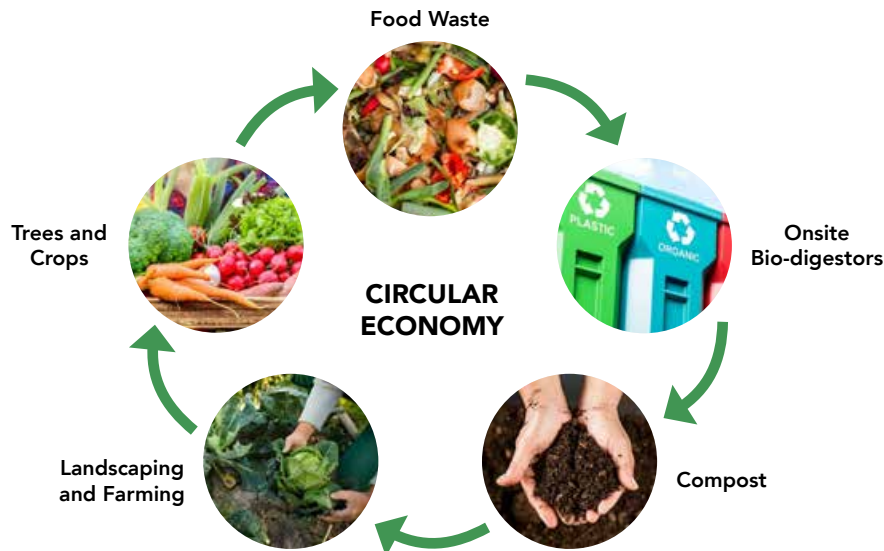 Food Waste
PLASTIC
ORGANIC
Trees and
Crops
Onsite
Bio-digestors
CIRCULAR
ECONOMY
Landscaping
and Farming
Compost